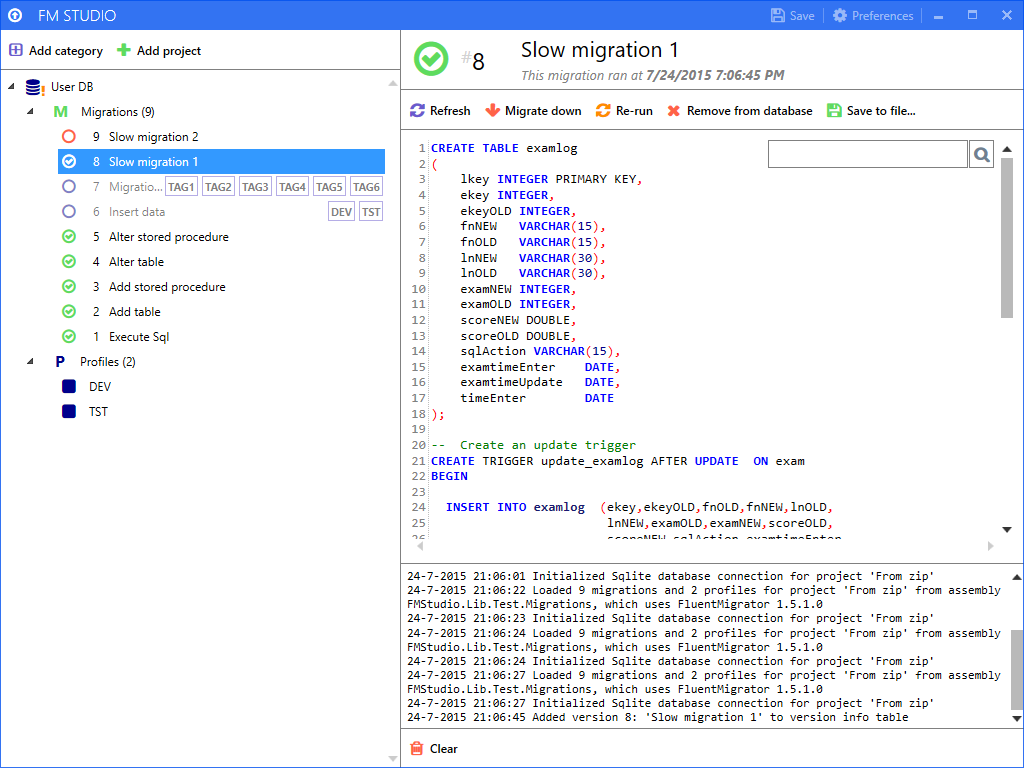 FM STUDIO
Save
Preferences
Add category
Add project
User DB
M Migrations (9)
9 Slow migration 2
8 Slow migration 1
7 Migratio... TAG1 TAG2 TAG3 TAG4 TAG5 TAG6
6 Insert data DEV TST
5 Alter stored procedure
4 Alter table
3 Add stored procedure
2 Add table
1 Execute Sql
P Profiles (2)
DEV
TST
#8
Slow migration 1
This migration ran at 7/24/2015 7:06:45 PM
Refresh
Migrate down
Re-run
Remove from database
Save to file...
1 CREATE TABLE examlog
2 (
3 lkey INTEGER PRIMARY KEY,
4 ekey INTEGER,
5 ekeyOLD INTEGER,
6 fnNEW VARCHAR(15),
7 fnOLD VARCHAR(15),
8 lnNEW VARCHAR(30),
9 lnOLD VARCHAR(30),
10 examNEW INTEGER,
11 examOLD INTEGER,
12 scoreNEW DOUBLE,
13 scoreOLD DOUBLE,
14 sqlAction VARCHAR(15),
15 examtimeEnter DATE,
16 examtimeUpdate DATE,
17 timeEnter DATE
18 );
19
20 -- Create an update trigger
21 CREATE TRIGGER update_examlog AFTER UPDATE ON exam
22 BEGIN
23
24 INSERT INTO examlog (ekey,ekeyOLD,fnOLD,fnNEW,lnOLD,
25 lnNEW,examOLD,examNEW,scoreOLD,
26 scoreNEW,sqlAction,examtimeEnter,
24-7-2015 21:06:01 Initialized Sqlite database connection for project 'From zip'
24-7-2015 21:06:22 Loaded 9 migrations and 2 profiles for project 'From zip' from assembly
FMStudio.Lib.Test.Migrations, which uses FluentMigrator 1.5.1.0
24-7-2015 21:06:23 Initialized Sqlite database connection for project 'From zip'
24-7-2015 21:06:24 Loaded 9 migrations and 2 profiles for project 'From zip' from assembly
FMStudio.Lib.Test.Migrations, which uses FluentMigrator 1.5.1.0
24-7-2015 21:06:24 Initialized Sqlite database connection for project 'From zip'
24-7-2015 21:06:27 Loaded 9 migrations and 2 profiles for project 'From zip' from assembly
FMStudio.Lib.Test.Migrations, which uses FluentMigrator 1.5.1.0
24-7-2015 21:06:27 Initialized Sqlite database connection for project 'From zip'
24-7-2015 21:06:45 Added version 8: 'Slow migration 1' to version info table
Clear